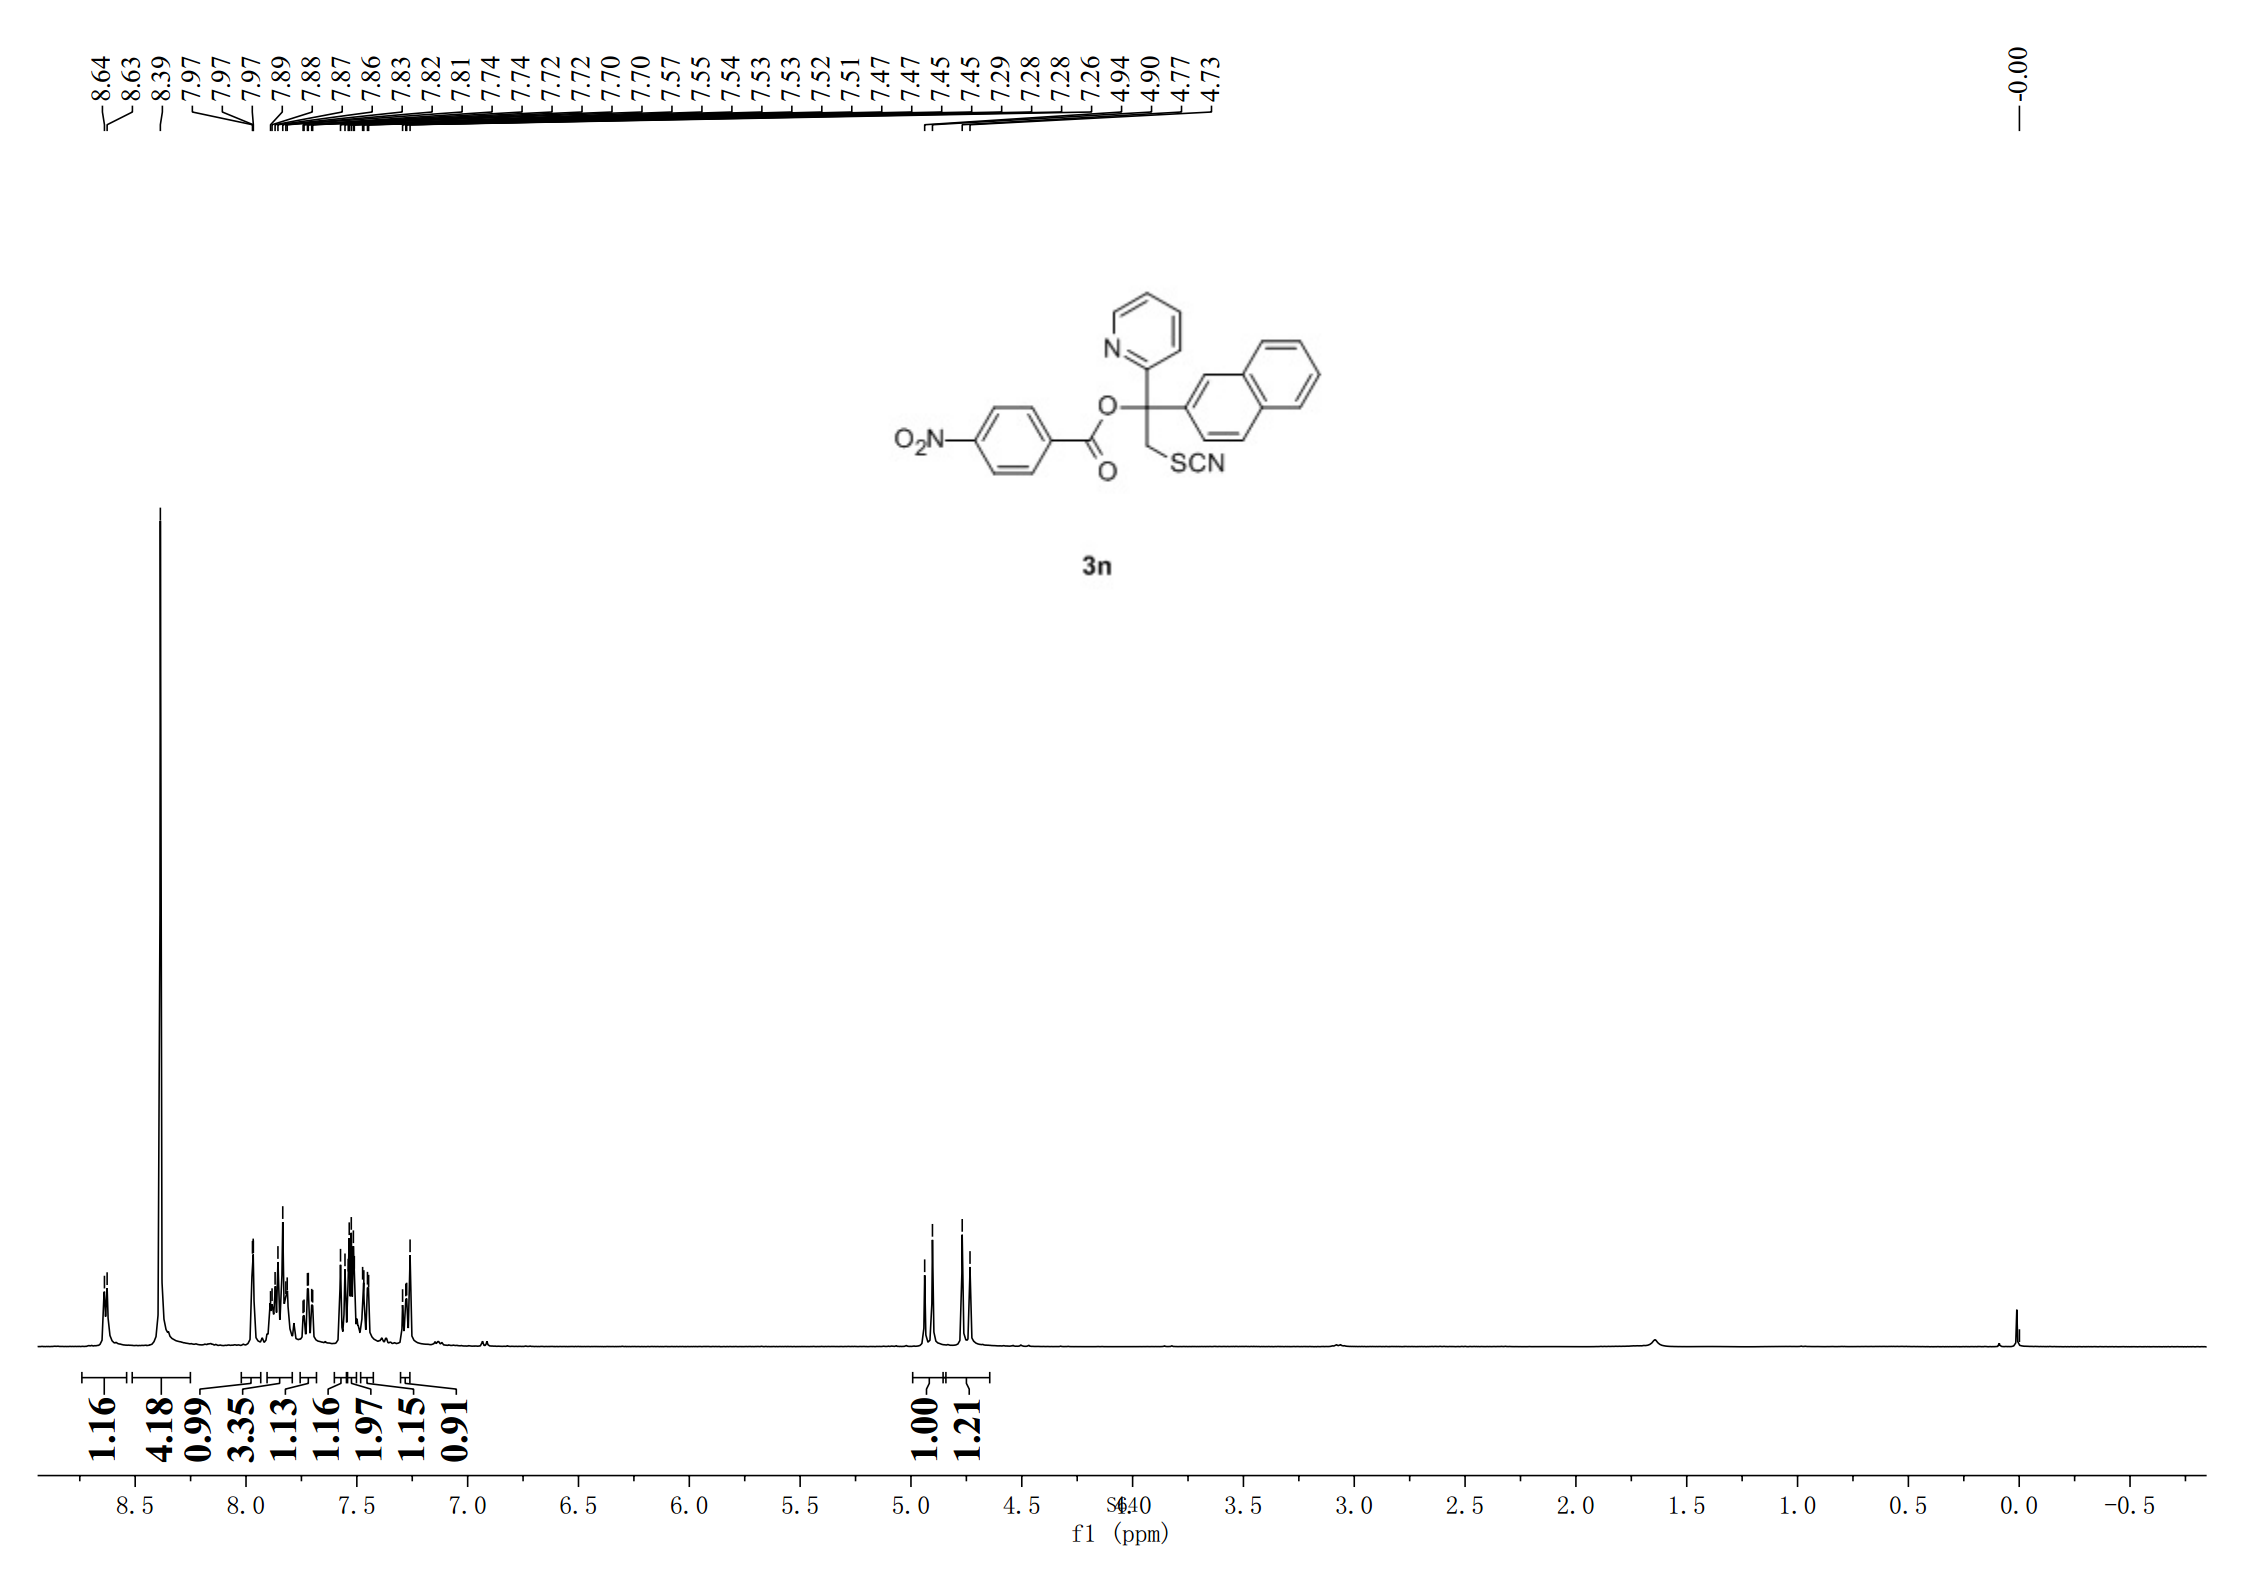 8.64 8.63 8.39 7.97 7.97 7.97 7.89 7.88 7.87 7.86 7.83 7.82 7.81 7.74 7.74 7.72 7.72 7.70 7.70 7.57 7.55 7.54 7.53 7.53 7.52 7.51 7.47 7.47 7.45 7.45 7.29 7.28 7.28 7.26 4.94 4.90 4.77 4.73 -0.00
N
O
O2N
O
SCN
3n
1.16 4.18 0.99 3.35 1.13 1.16 1.97 1.15 0.91 1.00 1.21
8.5 8.0 7.5 7.0 6.5 6.0 5.5 5.0 4.5 4.0 3.5 3.0 2.5 2.0 1.5 1.0 0.5 0.0 -0.5
f1 (ppm)